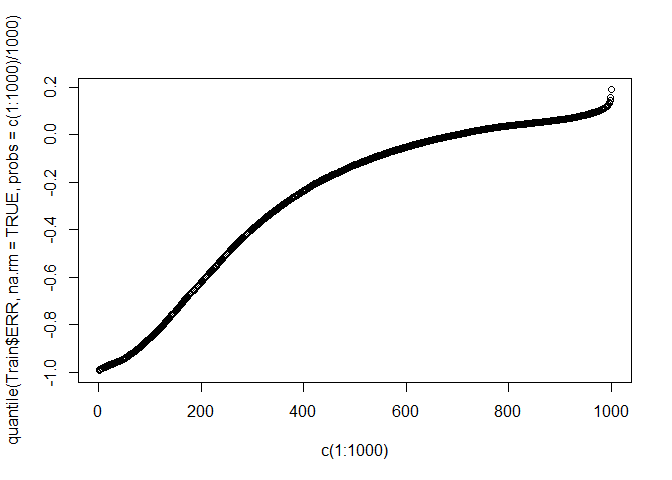 quantile(Train$ERR, na.rm = TRUE, probs = c(1:1000)/1000)
0.2
0.0
-0.2
-0.4
-0.6
-0.8
-1.0
0 200 400 600 800 1000
c(1:1000)